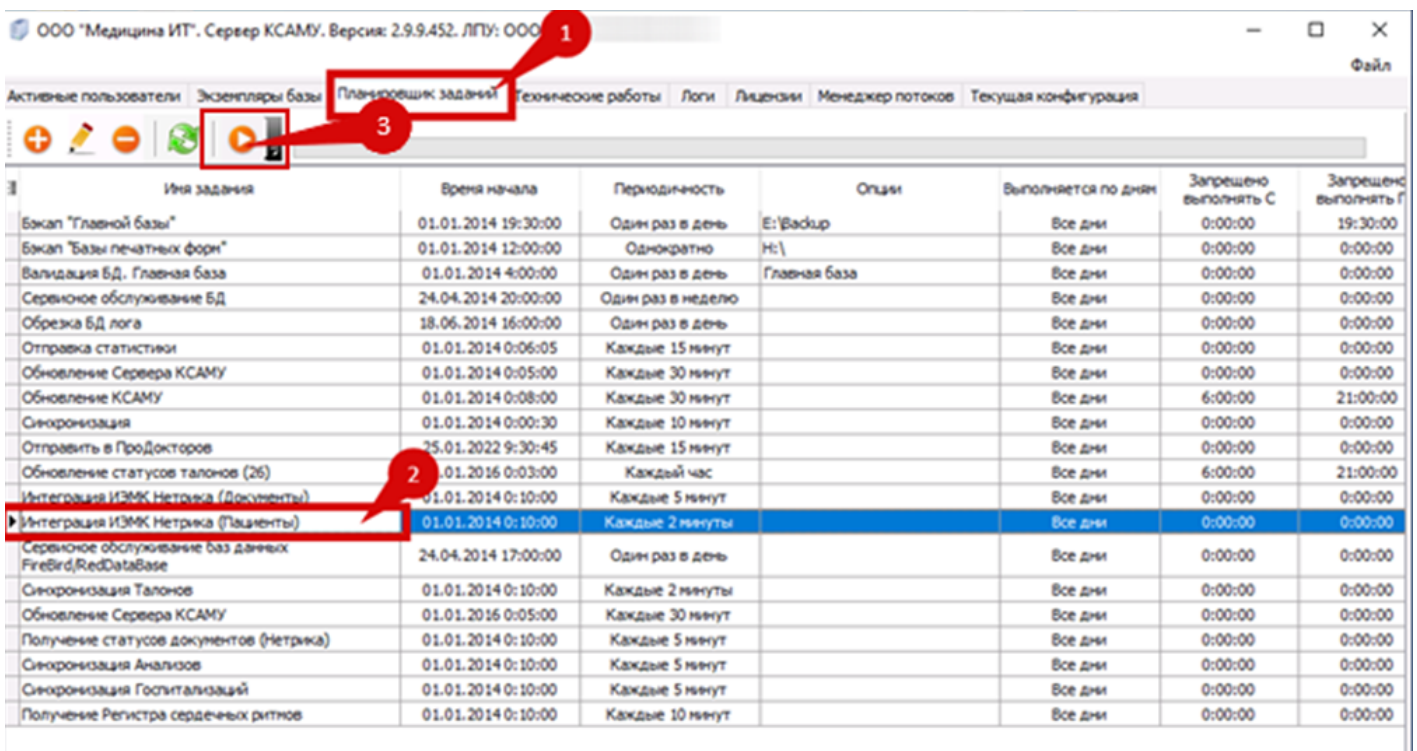 ООО "Медицина ИТ". Сервер КСАМУ. Версия: 2.9.9.452. ЛПУ: ООО
1
Файл
Активные пользователи Экземпляры базы Планировщик заданий Технические работы Логи Лицензии Менеджер потоков Текущая конфигурация
3
Имя задания Время начала Периодичность Опции Выполняется по дням Запрещено выполнять С Запрещено выполнять П
Бэкап "Главной базы" 01.01.2014 19:30:00 Один раз в день E:\Backup Все дни 0:00:00 19:30:00
Бэкап "Базы печатных форм" 01.01.2014 12:00:00 Однократно H:\ Все дни 0:00:00 0:00:00
Валидация БД. Главная база 01.01.2014 4:00:00 Один раз в день Главная база Все дни 0:00:00 0:00:00
Сервисное обслуживание БД 24.04.2014 20:00:00 Один раз в неделю Все дни 0:00:00 0:00:00
Обрезка БД лога 18.06.2014 16:00:00 Один раз в день Все дни 0:00:00 0:00:00
Отправка статистики 01.01.2014 0:06:05 Каждые 15 минут Все дни 0:00:00 0:00:00
Обновление Сервера КСАМУ 01.01.2014 0:05:00 Каждые 30 минут Все дни 0:00:00 0:00:00
Обновление КСАМУ 01.01.2014 0:08:00 Каждые 30 минут Все дни 6:00:00 21:00:00
Синхронизация 01.01.2014 0:00:30 Каждые 10 минут Все дни 0:00:00 0:00:00
Отправить в ПроДокторов 25.01.2022 9:30:45 Каждые 15 минут Все дни 0:00:00 0:00:00
Обновление статусов талонов (26) 2 .01.2016 0:03:00 Каждый час Все дни 6:00:00 21:00:00
Интеграция ИЭМК Нетрика (Документы) 01.01.2014 0:10:00 Каждые 5 минут Все дни 0:00:00 0:00:00
Интеграция ИЭМК Нетрика (Пациенты) 01.01.2014 0:10:00 Каждые 2 минуты Все дни 0:00:00 0:00:00
Сервисное обслуживание баз данных FireBird/RedDataBase 24.04.2014 17:00:00 Один раз в день Все дни 0:00:00 0:00:00
Синхронизация Талонов 01.01.2014 0:10:00 Каждые 2 минуты Все дни 0:00:00 0:00:00
Обновление Сервера КСАМУ 01.01.2016 0:05:00 Каждые 30 минут Все дни 0:00:00 0:00:00
Получение статусов документов (Нетрика) 01.01.2014 0:10:00 Каждые 5 минут Все дни 0:00:00 0:00:00
Синхронизация Анализов 01.01.2014 0:10:00 Каждые 5 минут Все дни 0:00:00 0:00:00
Синхронизация Госпитализаций 01.01.2014 0:10:00 Каждые 5 минут Все дни 0:00:00 0:00:00
Получение Регистра сердечных ритмов 01.01.2014 0:10:00 Каждые 10 минут Все дни 0:00:00 0:00:00